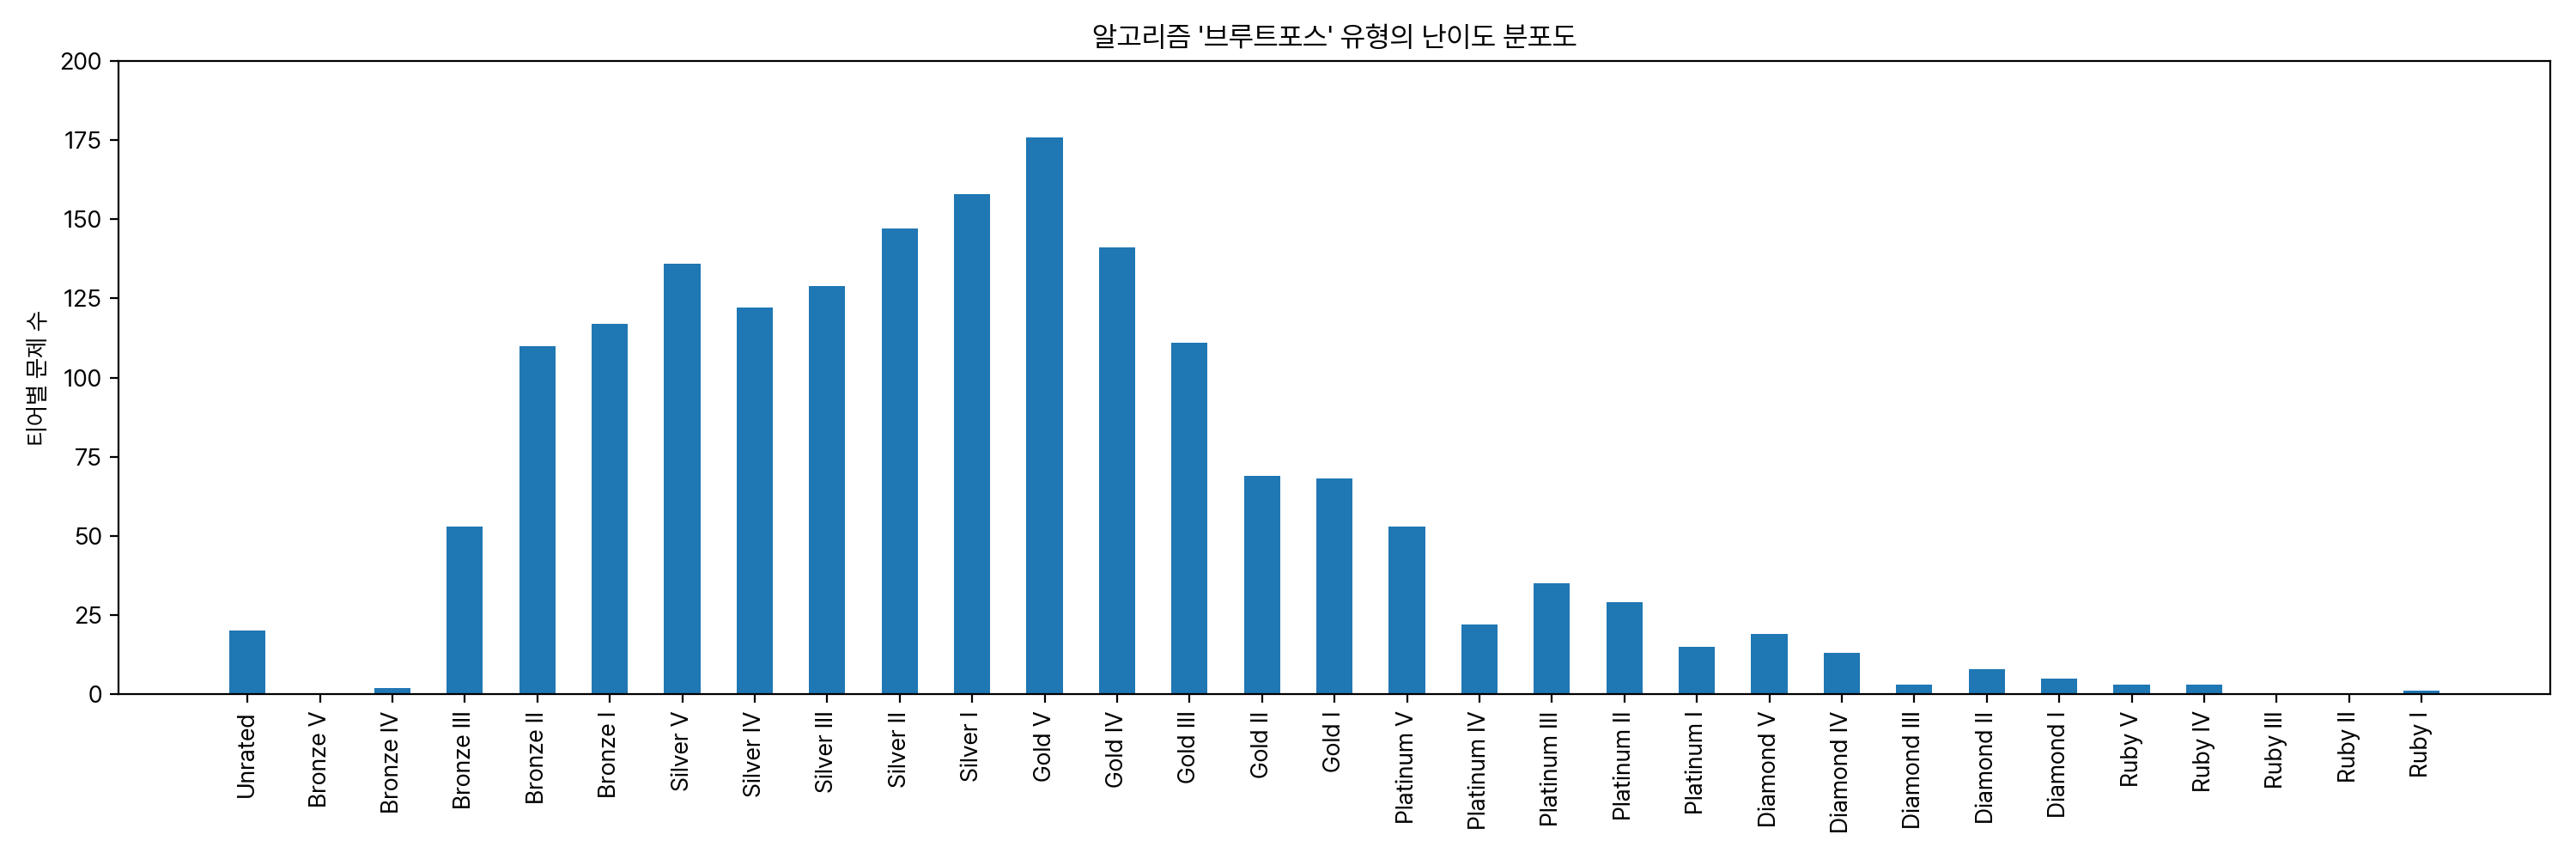 알고리즘 '브루트포스' 유형의 난이도 분포도
티어별 문제 수
200
175
150
125
100
75
50
25
0
Unrated
Bronze V
Bronze IV
Bronze III
Bronze II
Bronze I
Silver V
Silver IV
Silver III
Silver II
Silver I
Gold V
Gold IV
Gold III
Gold II
Gold I
Platinum V
Platinum IV
Platinum III
Platinum II
Platinum I
Diamond V
Diamond IV
Diamond III
Diamond II
Diamond I
Ruby V
Ruby IV
Ruby III
Ruby II
Ruby I